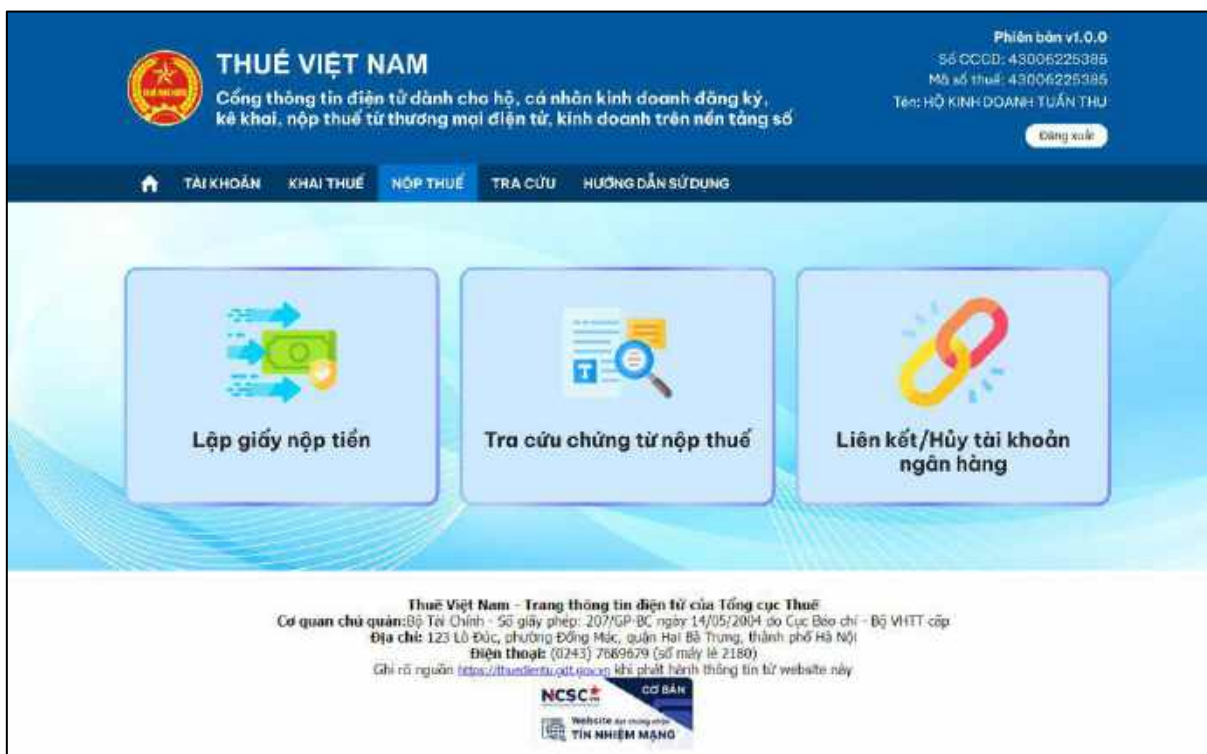 Phiên bản v1.0.0
THUẾ VIỆT NAM
Số CCCD: 43006225385
Mã số thuế: 43006225385
Cổng thông tin điện tử dành cho hộ, cá nhân kinh doanh đăng ký,
kê khai, nộp thuế từ thương mại điện tử, kinh doanh trên nền tảng số
Tên: HỘ KINH DOANH TUẤN THU
Đăng xuất
TÀI KHOẢN KHAI THUẾ NỘP THUẾ TRA CỨU HƯỚNG DẪN SỬ DỤNG
Lập giấy nộp tiền
Tra cứu chứng từ nộp thuế
Liên kết/Hủy tài khoản
ngân hàng
Thuế Việt Nam - Trang thông tin điện tử của Tổng cục Thuế
Cơ quan chủ quản: Bộ Tài Chính - Số giấy phép: 207/GP-BC ngày 14/05/2004 do Cục Báo chí - Bộ VHTT cấp
Địa chỉ: 123 Lò Đúc, phường Đống Mác, quận Hai Bà Trưng, thành phố Hà Nội
Điện thoại: (0243) 7689679 (số máy lẻ 2180)
Ghi rõ nguồn https://thuedientu.gdt.gov.vn khi phát hành thông tin từ website này
NCSC
CƠ BẢN
Website
TÍN NHIỆM MẠNG